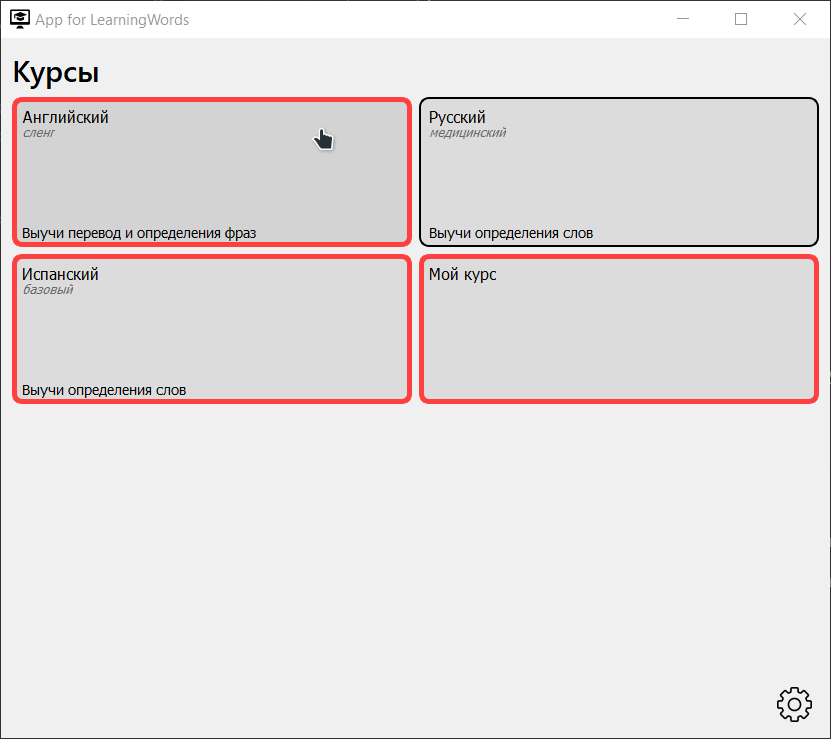 App for LearningWords
Курсы
Английский
сленг
Выучи перевод и определения фраз
Русский
медицинский
Выучи определения слов
Испанский
базовый
Выучи определения слов
Мой курс